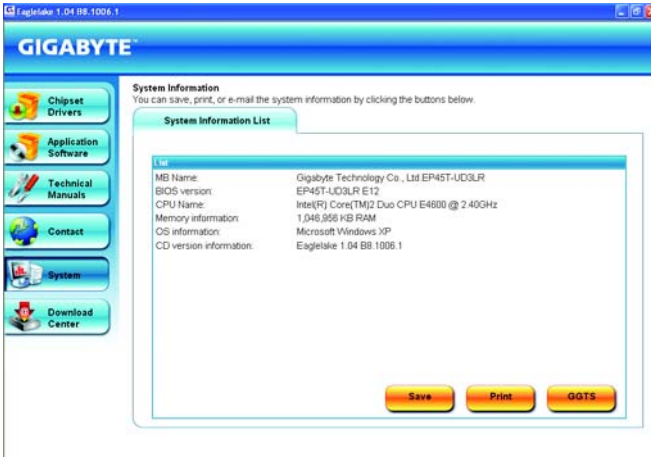 Eaglelake 1.04 B8.1006.1
GIGABYTE™
Chipset
Drivers
Application
Software
Technical
Manuals
Contact
System
Download
Center
System Information
You can save, print, or e-mail the system information by clicking the buttons below.
System Information List
List
MB Name: Gigabyte Technology Co., Ltd.EP45T-UD3LR
BIOS version: EP45T-UD3LR E12
CPU Name: Intel(R) Core(TM)2 Duo CPU E4600 @ 2.40GHz
Memory information: 1,046,956 KB RAM
OS information: Microsoft Windows XP
CD version information: Eaglelake 1.04 B8.1006.1
Save
Print
GGTS